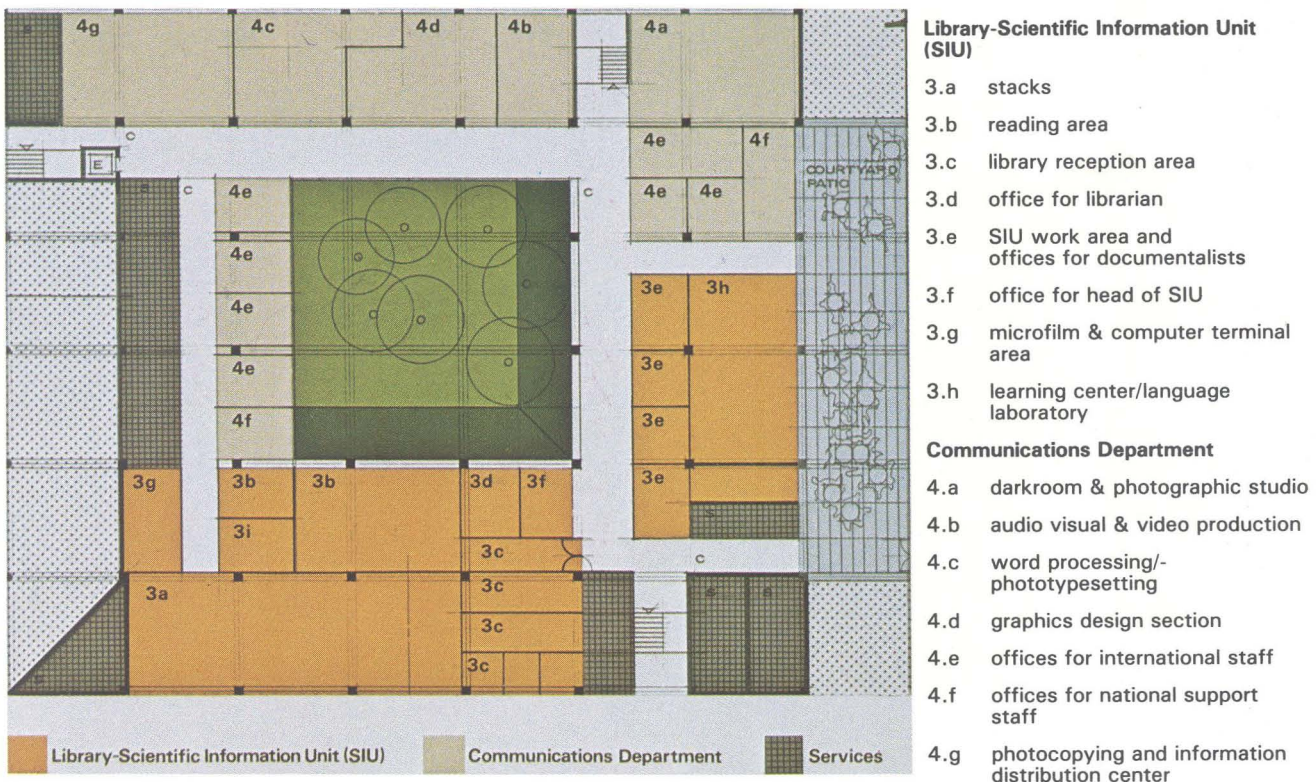 4g
4c
4d
4b
4a
c
E
4e
4f
COURTYARD
PATIO
s
c
4e
c
4e
4e
4e
4e
3e
3h
4e
3e
4f
3e
3g
3b
3b
3d
3f
3e
s
3i
3c
c
3a
3c
s
s
3c
3c
Library-Scientific Information Unit (SIU)
Communications Department
Services
Library-Scientific Information Unit
(SIU)
3.a stacks
3.b reading area
3.c library reception area
3.d office for librarian
3.e SIU work area and
offices for documentalists
3.f office for head of SIU
3.g microfilm & computer terminal
area
3.h learning center/language
laboratory
Communications Department
4.a darkroom & photographic studio
4.b audio visual & video production
4.c word processing/-
phototypesetting
4.d graphics design section
4.e offices for international staff
4.f offices for national support
staff
4.g photocopying and information
distribution center